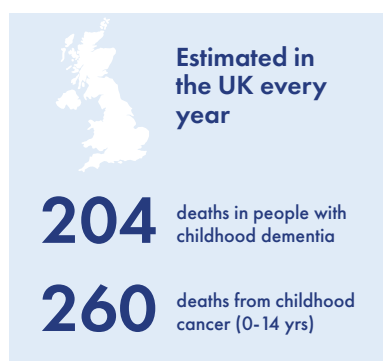 Estimated in
the UK every
year
204
deaths in people with
childhood dementia
260
deaths from childhood
cancer (0-14 yrs)